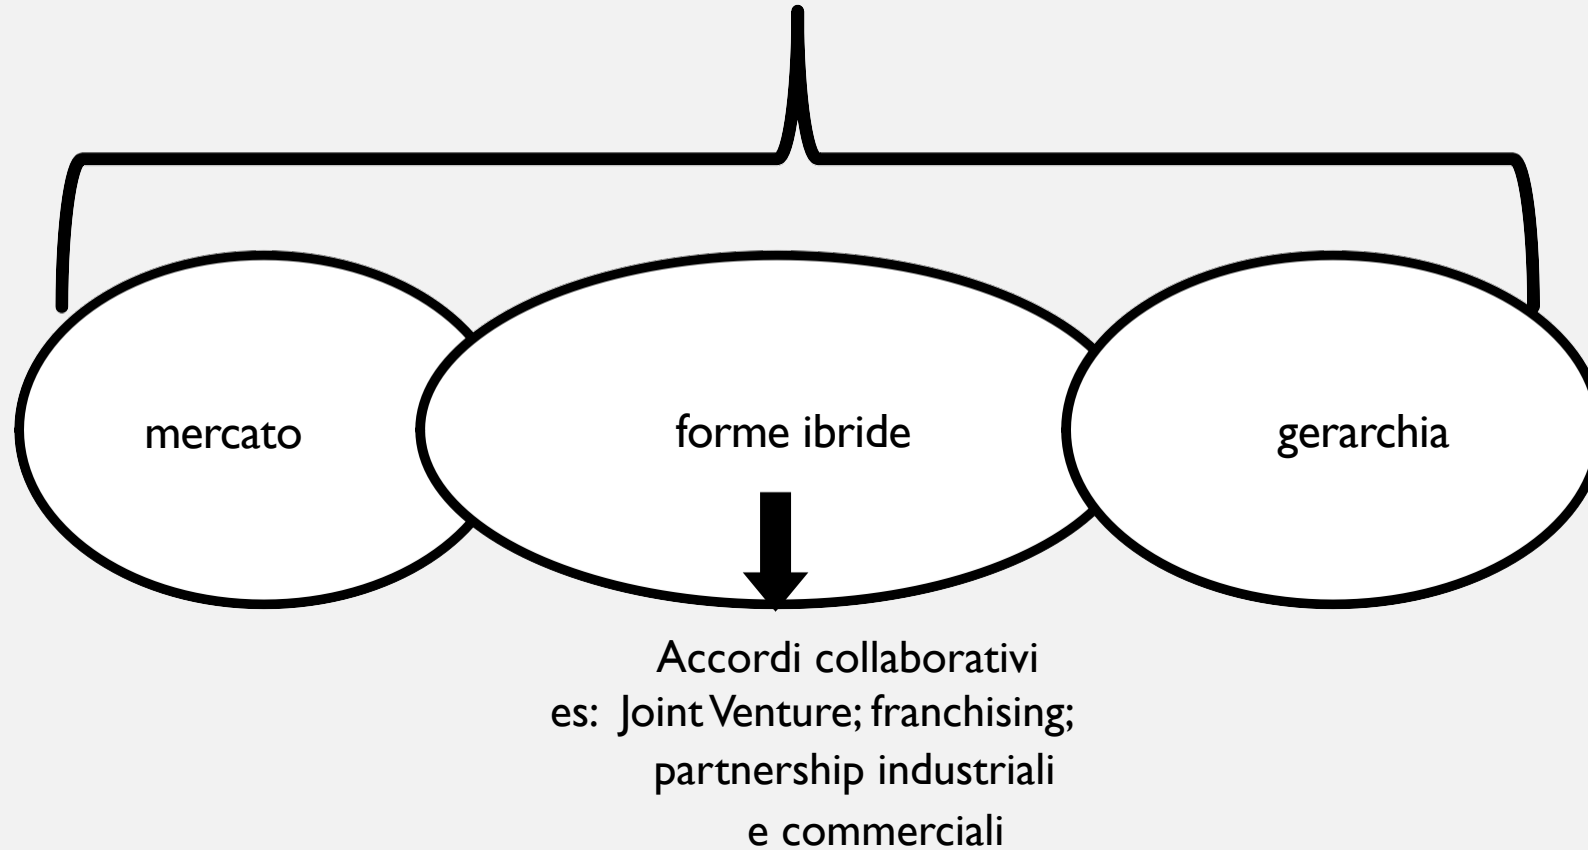 mercato
forme ibride
gerarchia
Accordi collaborativi
es: Joint Venture; franchising;
partnership industriali
e commerciali